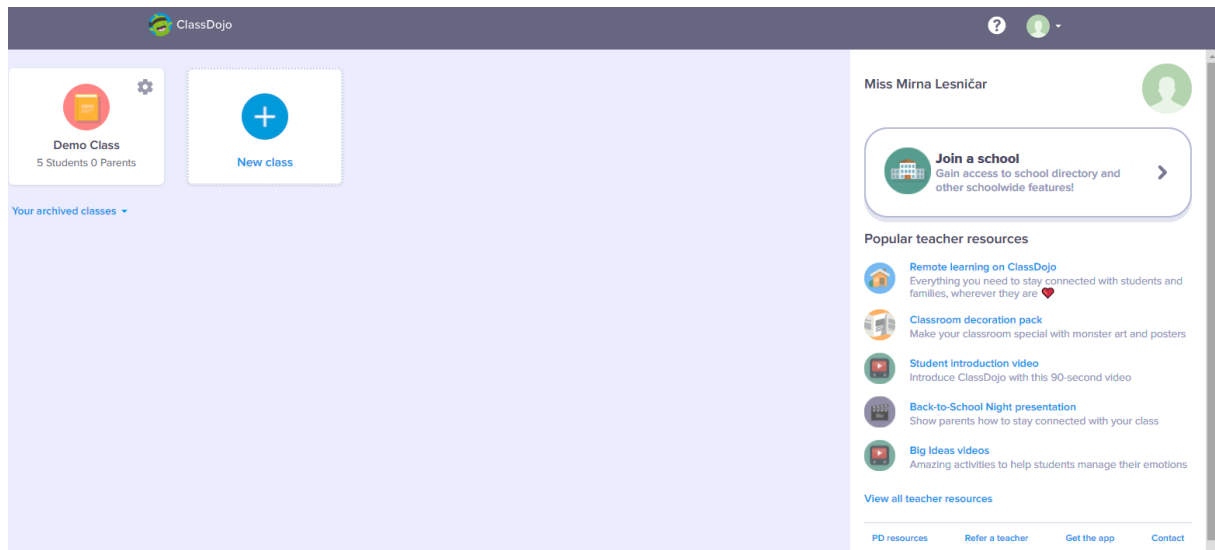 ClassDojo
?
Demo Class
5 Students 0 Parents
New class
Your archived classes
Miss Mirna Lesničar
Join a school
Gain access to school directory and
other schoolwide features!
Popular teacher resources
Remote learning on ClassDojo
Everything you need to stay connected with students and
families, wherever they are
Classroom decoration pack
Make your classroom special with monster art and posters
Student introduction video
Introduce ClassDojo with this 90-second video
Back-to-School Night presentation
Show parents how to stay connected with your class
Big Ideas videos
Amazing activities to help students manage their emotions
View all teacher resources
PD resources Refer a teacher Get the app Contact